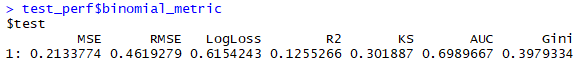 > test_perf$binomial_metric
$test
MSE RMSE LogLoss R2 KS AUC Gini
1: 0.2133774 0.4619279 0.6154243 0.1255266 0.301887 0.6989667 0.3979334